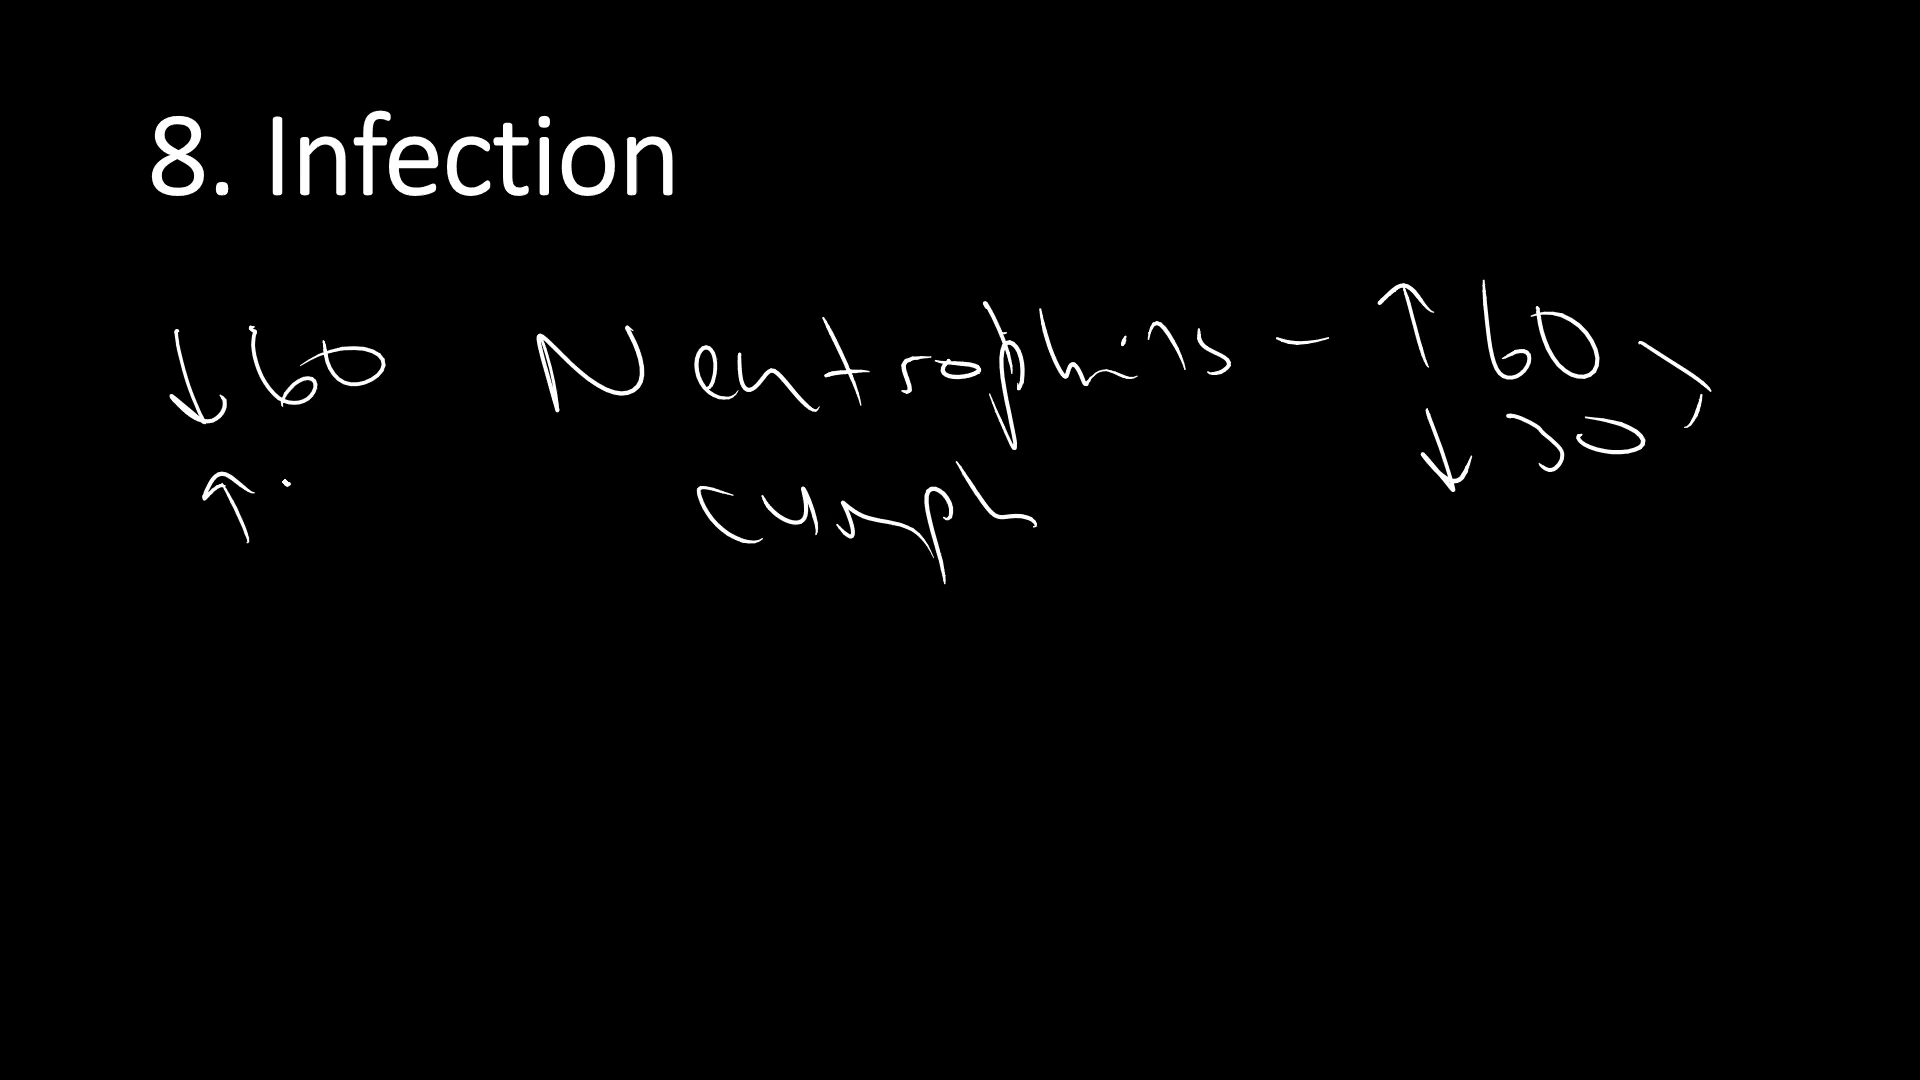 8. Infection
↓60 Neutrophils - ↑60
↑ Lymph ↓30